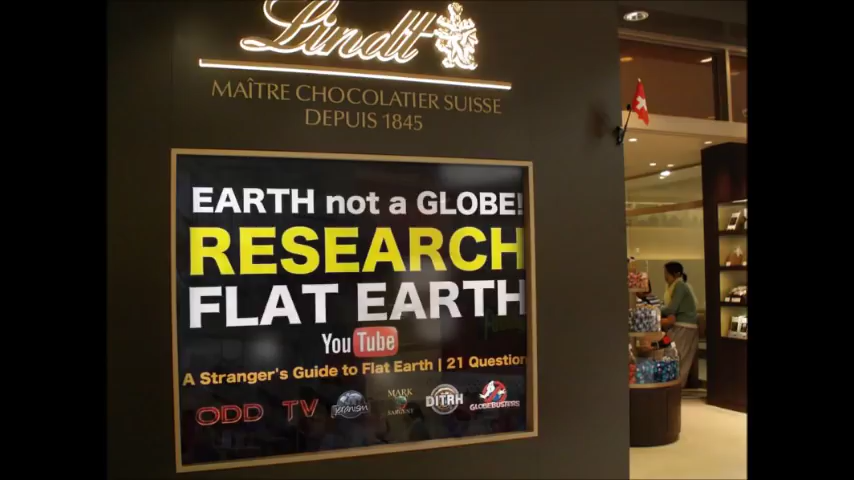 Lindt
MAÎTRE CHOCOLATIER SUISSE
DEPUIS 1845
EARTH not a GLOBE!
RESEARCH
FLAT EARTH
YouTube
A Stranger's Guide to Flat Earth | 21 Question
ODD TV jeranism MARK SARGENT DITRH GLOBEBUSTERS